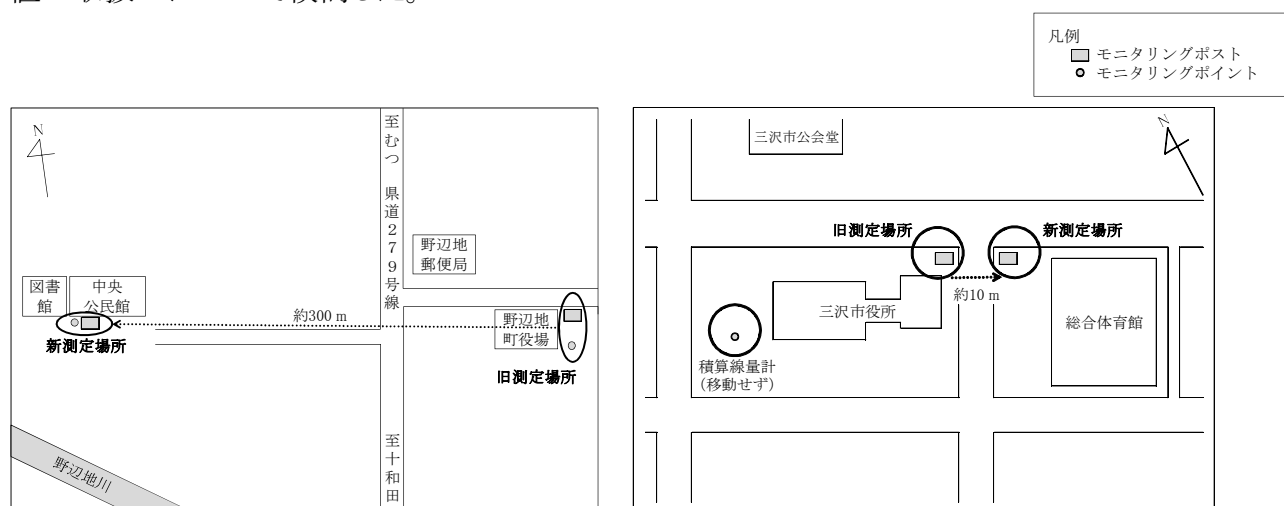 凡例
モニタリングポスト
モニタリングポイント
N
至むつ
県道279号線
野辺地
郵便局
図書
館
中央
公民館
約300 m
野辺地
町役場
新測定場所
旧測定場所
至十和田
野辺地川
三沢市公会堂
N
旧測定場所
新測定場所
約10 m
三沢市役所
総合体育館
積算線量計
(移動せず)